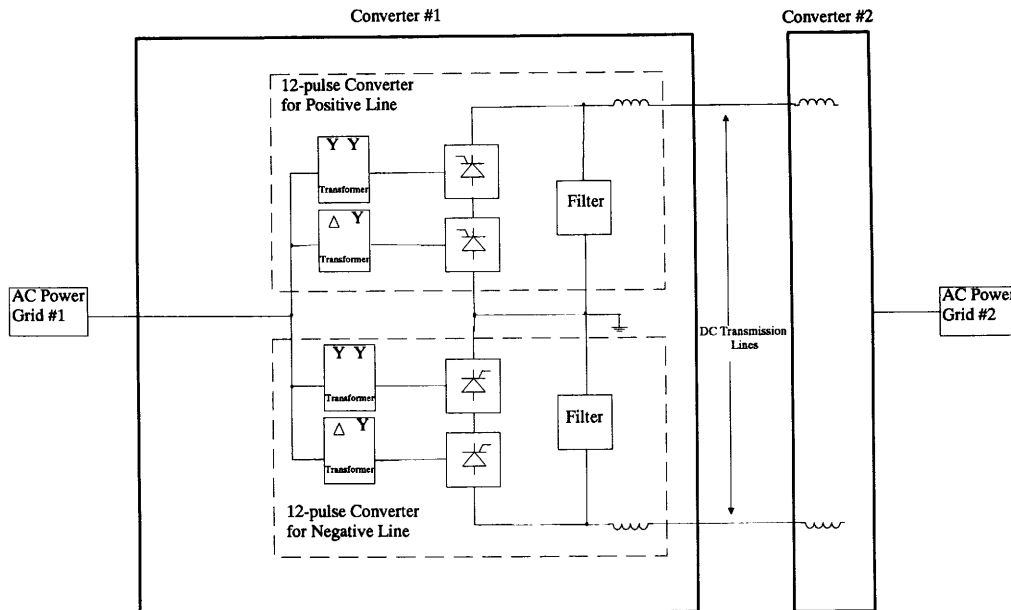 Converter #1
Converter #2
12-pulse Converter
for Positive Line
Y Y
Transformer
Δ Y
Transformer
Filter
AC Power
Grid #1
DC Transmission
Lines
AC Power
Grid #2
Y Y
Transformer
Δ Y
Transformer
Filter
12-pulse Converter
for Negative Line